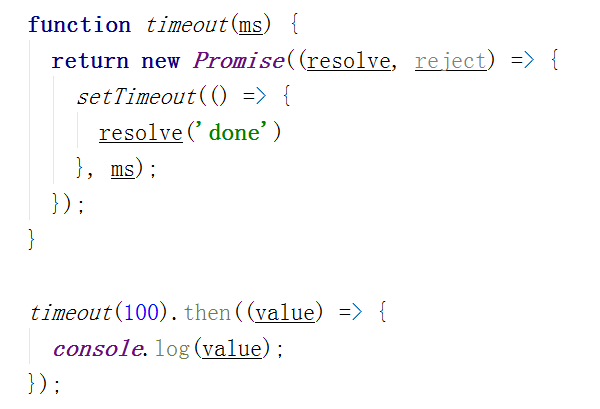 function timeout(ms) {
  return new Promise((resolve, reject) => {
    setTimeout(() => {
      resolve('done')
    }, ms);
  });
}

timeout(100).then((value) => {
  console.log(value);
});